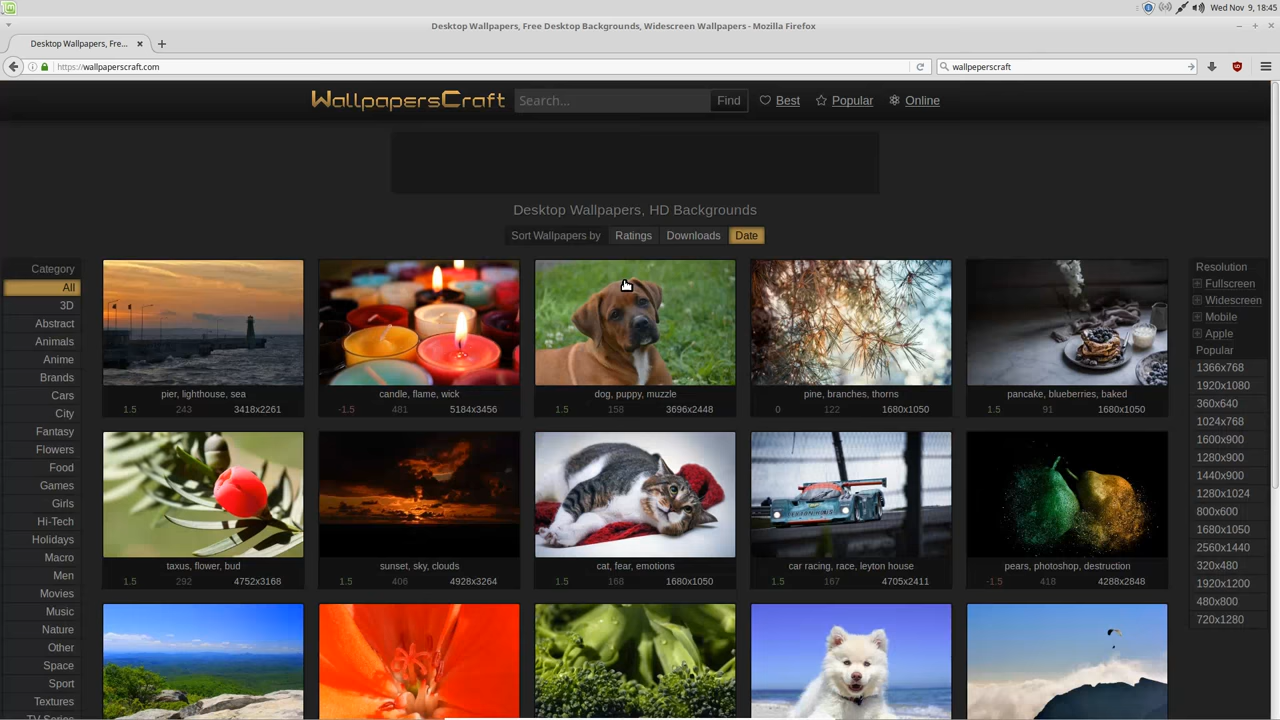 Wed Nov 9, 18:45
Desktop Wallpapers, Free Desktop Backgrounds, Widescreen Wallpapers - Mozilla Firefox
Desktop Wallpapers, Fre...
https://wallpaperscraft.com
wallpeperscraft
WallpapersCraft
Search...
Find
Best
Popular
Online
Desktop Wallpapers, HD Backgrounds
Sort Wallpapers by Ratings Downloads Date
Category
All
3D
Abstract
Animals
Anime
Brands
Cars
City
Fantasy
Flowers
Food
Games
Girls
Hi-Tech
Holidays
Macro
Men
Movies
Music
Nature
Other
Space
Sport
Textures
TV Series
pier, lighthouse, sea
1.5 243 3418x2261
candle, flame, wick
-1.5 481 5184x3456
dog, puppy, muzzle
1.5 158 3696x2448
pine, branches, thorns
0 122 1680x1050
pancake, blueberries, baked
1.5 91 1680x1050
taxus, flower, bud
1.5 292 4752x3168
sunset, sky, clouds
1.5 406 4928x3264
cat, fear, emotions
1.5 168 1680x1050
car racing, race, leyton house
1.5 167 4705x2411
pears, photoshop, destruction
-1.5 418 4288x2848
Resolution
Fullscreen
Widescreen
Mobile
Apple
Popular
1366x768
1920x1080
360x640
1024x768
1600x900
1280x900
1440x900
1280x1024
800x600
1680x1050
2560x1440
320x480
1920x1200
480x800
720x1280